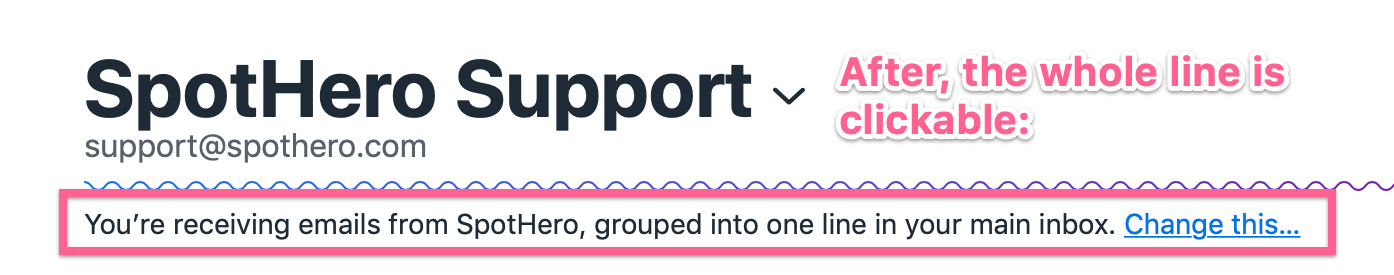 SpotHero Support
After, the whole line is
clickable:
support@spothero.com
You’re receiving emails from SpotHero, grouped into one line in your main inbox. Change this…